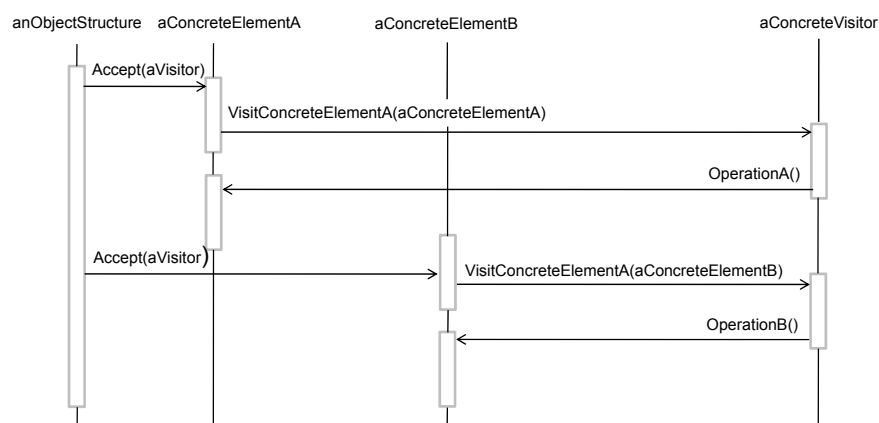 anObjectStructure aConcreteElementA aConcreteElementB aConcreteVisitor
Accept(aVisitor)
VisitConcreteElementA(aConcreteElementA)
OperationA()
Accept(aVisitor)
VisitConcreteElementA(aConcreteElementB)
OperationB()